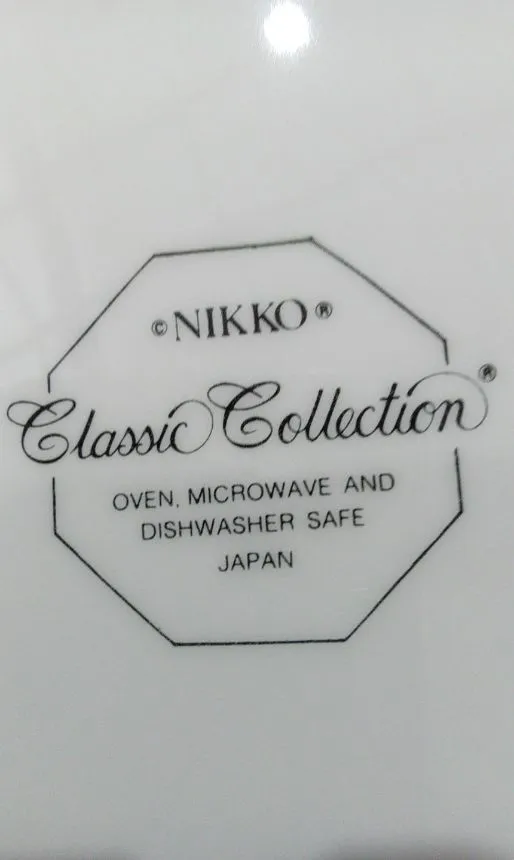 © NIKKO ®
Classic Collection ®
OVEN, MICROWAVE AND
DISHWASHER SAFE
JAPAN